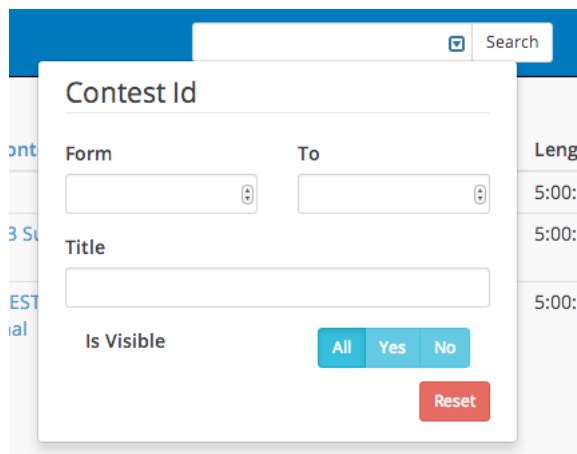 Search
Contest Id
ont
Form To Leng
5:00:
3 Su 5:00:
Title
EST 5:00:
al
Is Visible All Yes No
Reset